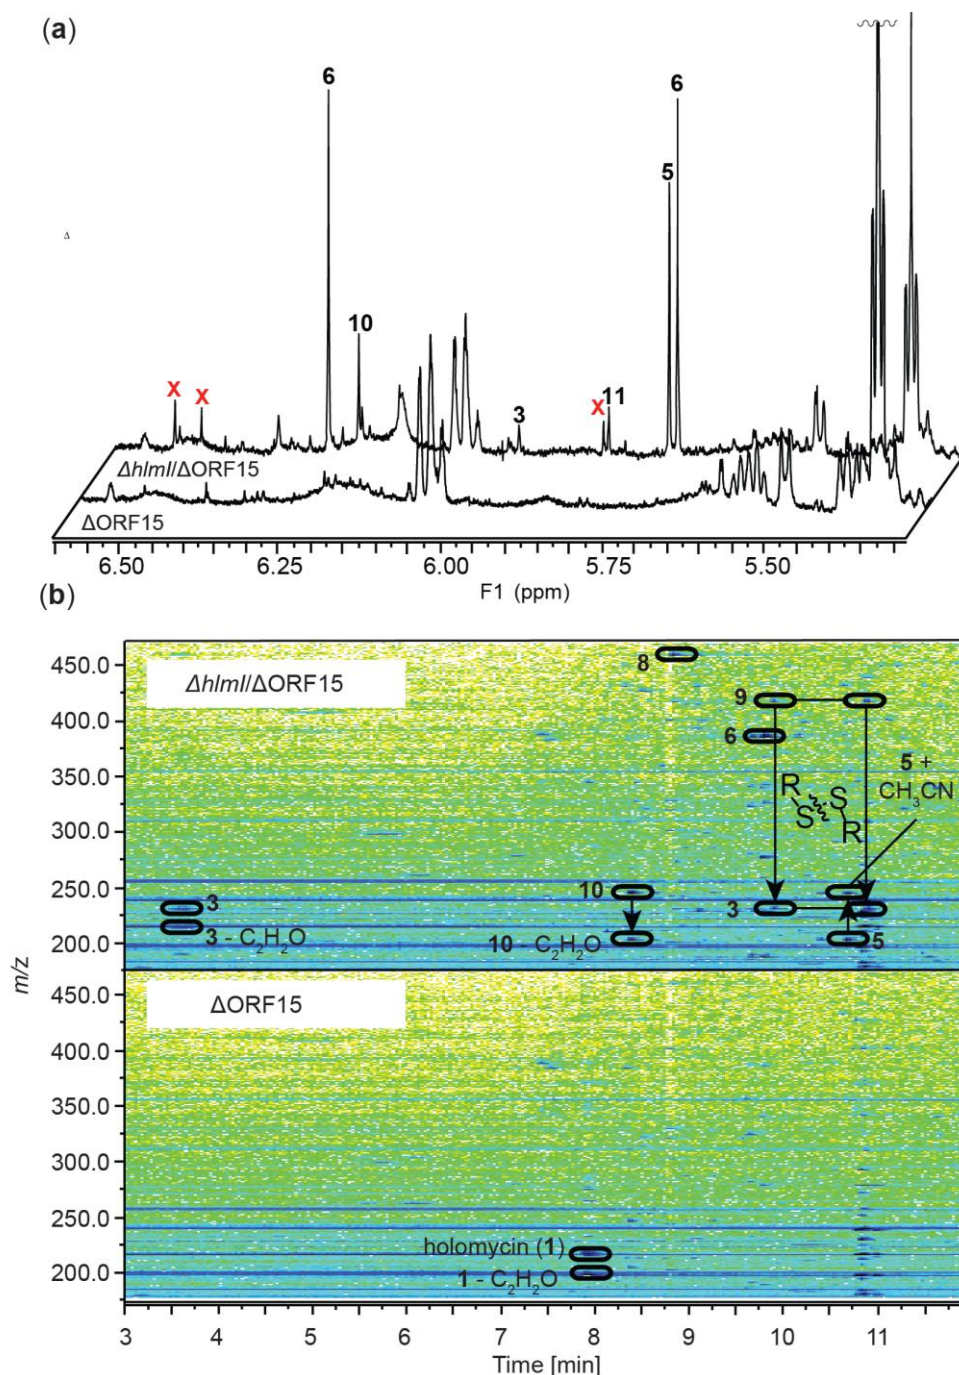 (a)
6
6
5
10
X
X
X
11
3
Δ
ΔhlmI/ΔORF15
ΔORF15
6.50 6.25 6.00 5.75 5.50
F1 (ppm)
(b)
450.0
400.0
350.0
300.0
250.0
200.0
ΔhlmI/ΔORF15
8
9
6
5 +
CH₃CN
R
S
S
R
10
3
3
3 - C₂H₂O
10 - C₂H₂O
5
m/z
450.0
400.0
350.0
300.0
250.0
200.0
ΔORF15
holomycin (1)
1 - C₂H₂O
3 4 5 6 7 8 9 10 11
Time [min]